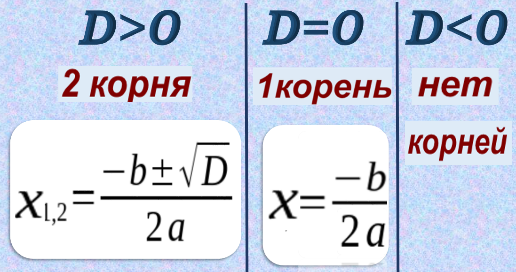 D>0
2 корня
x₁,₂ = (−b ± √D) / 2a
D=0
1корень
x = −b / 2a
D<0
нет
корней